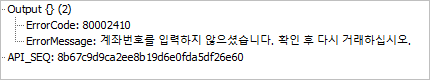 Output {} (2)
ErrorCode: 80002410
ErrorMessage: 계좌번호를 입력하지 않으셨습니다. 확인 후 다시 거래하십시오.
API_SEQ: 8b67c9d9ca2ee8b19d6e0fda5df26e60